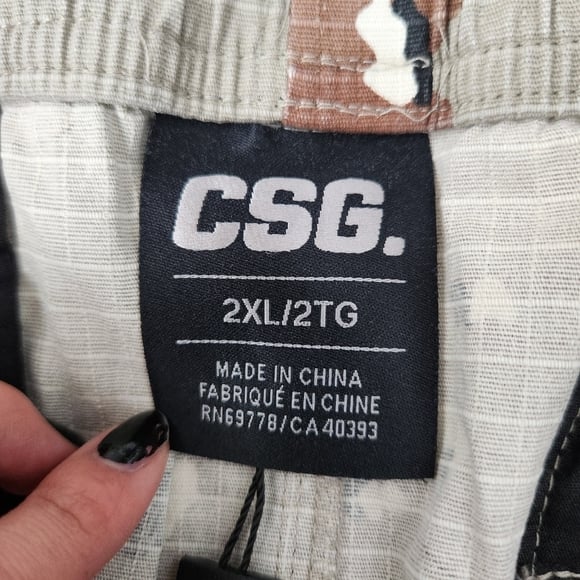 CSG.
2XL/2TG
MADE IN CHINA
FABRIQUÉ EN CHINE
RN69778/CA40393